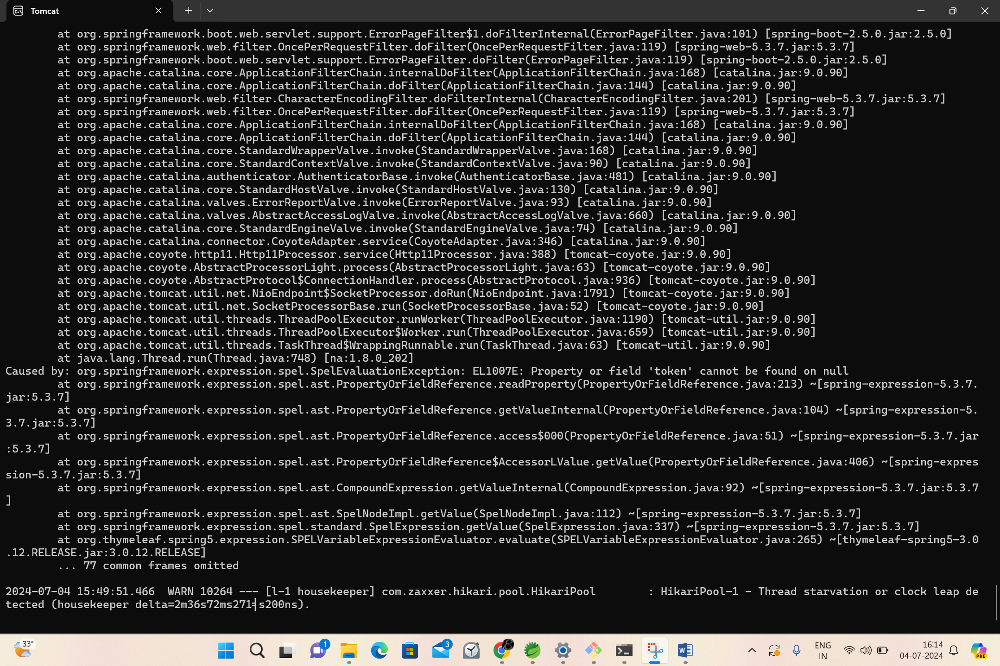 Tomcat
at org.springframework.boot.web.servlet.support.ErrorPageFilter$1.doFilterInternal(ErrorPageFilter.java:101) [spring-boot-2.5.0.jar:2.5.0]
at org.springframework.web.filter.OncePerRequestFilter.doFilter(OncePerRequestFilter.java:119) [spring-web-5.3.7.jar:5.3.7]
at org.springframework.boot.web.servlet.support.ErrorPageFilter.doFilter(ErrorPageFilter.java:119) [spring-boot-2.5.0.jar:2.5.0]
at org.apache.catalina.core.ApplicationFilterChain.internalDoFilter(ApplicationFilterChain.java:168) [catalina.jar:9.0.90]
at org.apache.catalina.core.ApplicationFilterChain.doFilter(ApplicationFilterChain.java:144) [catalina.jar:9.0.90]
at org.springframework.web.filter.CharacterEncodingFilter.doFilterInternal(CharacterEncodingFilter.java:201) [spring-web-5.3.7.jar:5.3.7]
at org.springframework.web.filter.OncePerRequestFilter.doFilter(OncePerRequestFilter.java:119) [spring-web-5.3.7.jar:5.3.7]
at org.apache.catalina.core.ApplicationFilterChain.internalDoFilter(ApplicationFilterChain.java:168) [catalina.jar:9.0.90]
at org.apache.catalina.core.ApplicationFilterChain.doFilter(ApplicationFilterChain.java:144) [catalina.jar:9.0.90]
at org.apache.catalina.core.StandardWrapperValve.invoke(StandardWrapperValve.java:168) [catalina.jar:9.0.90]
at org.apache.catalina.core.StandardContextValve.invoke(StandardContextValve.java:90) [catalina.jar:9.0.90]
at org.apache.catalina.authenticator.AuthenticatorBase.invoke(AuthenticatorBase.java:481) [catalina.jar:9.0.90]
at org.apache.catalina.core.StandardHostValve.invoke(StandardHostValve.java:130) [catalina.jar:9.0.90]
at org.apache.catalina.valves.ErrorReportValve.invoke(ErrorReportValve.java:93) [catalina.jar:9.0.90]
at org.apache.catalina.valves.AbstractAccessLogValve.invoke(AbstractAccessLogValve.java:660) [catalina.jar:9.0.90]
at org.apache.catalina.core.StandardEngineValve.invoke(StandardEngineValve.java:74) [catalina.jar:9.0.90]
at org.apache.catalina.connector.CoyoteAdapter.service(CoyoteAdapter.java:346) [catalina.jar:9.0.90]
at org.apache.coyote.http11.Http11Processor.service(Http11Processor.java:388) [tomcat-coyote.jar:9.0.90]
at org.apache.coyote.AbstractProcessorLight.process(AbstractProcessorLight.java:63) [tomcat-coyote.jar:9.0.90]
at org.apache.coyote.AbstractProtocol$ConnectionHandler.process(AbstractProtocol.java:936) [tomcat-coyote.jar:9.0.90]
at org.apache.tomcat.util.net.NioEndpoint$SocketProcessor.doRun(NioEndpoint.java:1791) [tomcat-coyote.jar:9.0.90]
at org.apache.tomcat.util.net.SocketProcessorBase.run(SocketProcessorBase.java:52) [tomcat-coyote.jar:9.0.90]
at org.apache.tomcat.util.threads.ThreadPoolExecutor.runWorker(ThreadPoolExecutor.java:1190) [tomcat-util.jar:9.0.90]
at org.apache.tomcat.util.threads.ThreadPoolExecutor$Worker.run(ThreadPoolExecutor.java:659) [tomcat-util.jar:9.0.90]
at org.apache.tomcat.util.threads.TaskThread$WrappingRunnable.run(TaskThread.java:63) [tomcat-util.jar:9.0.90]
at java.lang.Thread.run(Thread.java:748) [na:1.8.0_202]
Caused by: org.springframework.expression.spel.SpelEvaluationException: EL1007E: Property or field 'token' cannot be found on null
at org.springframework.expression.spel.ast.PropertyOrFieldReference.readProperty(PropertyOrFieldReference.java:213) ~[spring-expression-5.3.7.
jar:5.3.7]
at org.springframework.expression.spel.ast.PropertyOrFieldReference.getValueInternal(PropertyOrFieldReference.java:104) ~[spring-expression-5.
3.7.jar:5.3.7]
at org.springframework.expression.spel.ast.PropertyOrFieldReference.access$000(PropertyOrFieldReference.java:51) ~[spring-expression-5.3.7.jar
:5.3.7]
at org.springframework.expression.spel.ast.PropertyOrFieldReference$AccessorLValue.getValue(PropertyOrFieldReference.java:406) ~[spring-expres
sion-5.3.7.jar:5.3.7]
at org.springframework.expression.spel.ast.CompoundExpression.getValueInternal(CompoundExpression.java:92) ~[spring-expression-5.3.7.jar:5.3.7
]
at org.springframework.expression.spel.ast.SpelNodeImpl.getValue(SpelNodeImpl.java:112) ~[spring-expression-5.3.7.jar:5.3.7]
at org.springframework.expression.spel.standard.SpelExpression.getValue(SpelExpression.java:337) ~[spring-expression-5.3.7.jar:5.3.7]
at org.thymeleaf.spring5.expression.SPELVariableExpressionEvaluator.evaluate(SPELVariableExpressionEvaluator.java:265) ~[thymeleaf-spring5-3.0
.12.RELEASE.jar:3.0.12.RELEASE]
... 77 common frames omitted
2024-07-04 15:49:51.466  WARN 10264 --- [l-1 housekeeper] com.zaxxer.hikari.pool.HikariPool        : HikariPool-1 - Thread starvation or clock leap de
tected (housekeeper
33°
1
3
ENG
IN
16:14
04-07-2024
PRE